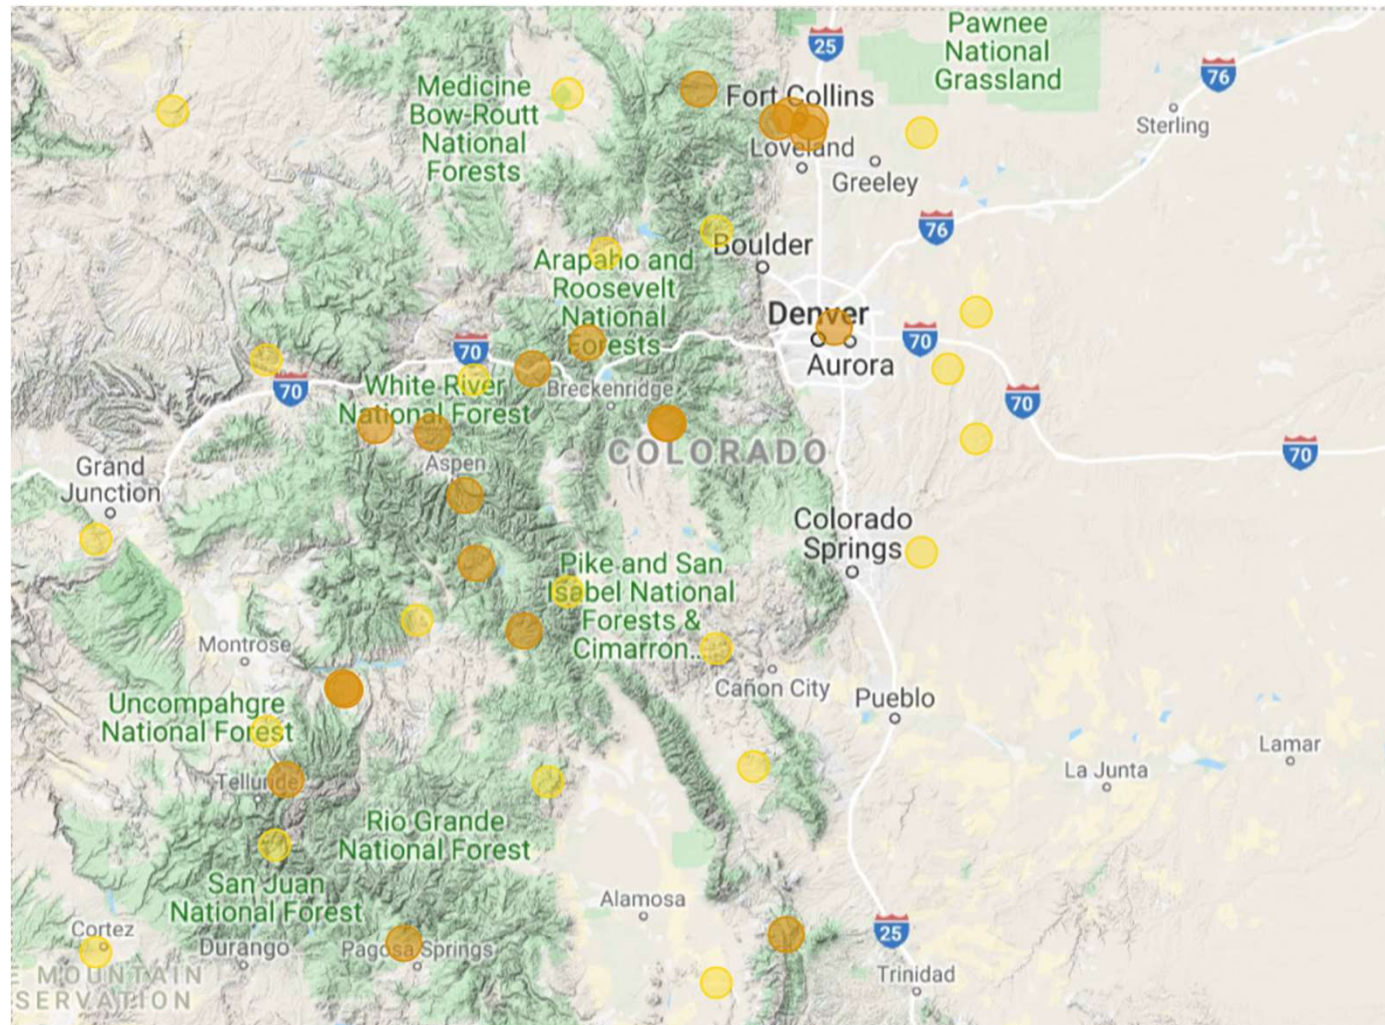 Pawnee
National
Grassland
25
76
Medicine
Bow-Routt
National
Forests
Fort Collins
Sterling
Loveland
Greeley
76
Boulder
Arapaho and
Roosevelt
National
Forests
Denver
70
70
Aurora
70
White River
National Forest
Breckenridge
70
COLORADO
70
Grand
Junction
Aspen
Colorado
Springs
Pike and San
Isabel National
Forests &
Cimarron...
Montrose
Cañon City
Pueblo
Uncompahgre
National Forest
Lamar
La Junta
Telluride
Rio Grande
National Forest
San Juan
National Forest
Alamosa
Cortez
Durango
Pagosa Springs
25
Trinidad
E MOUNTAIN
SERVATION